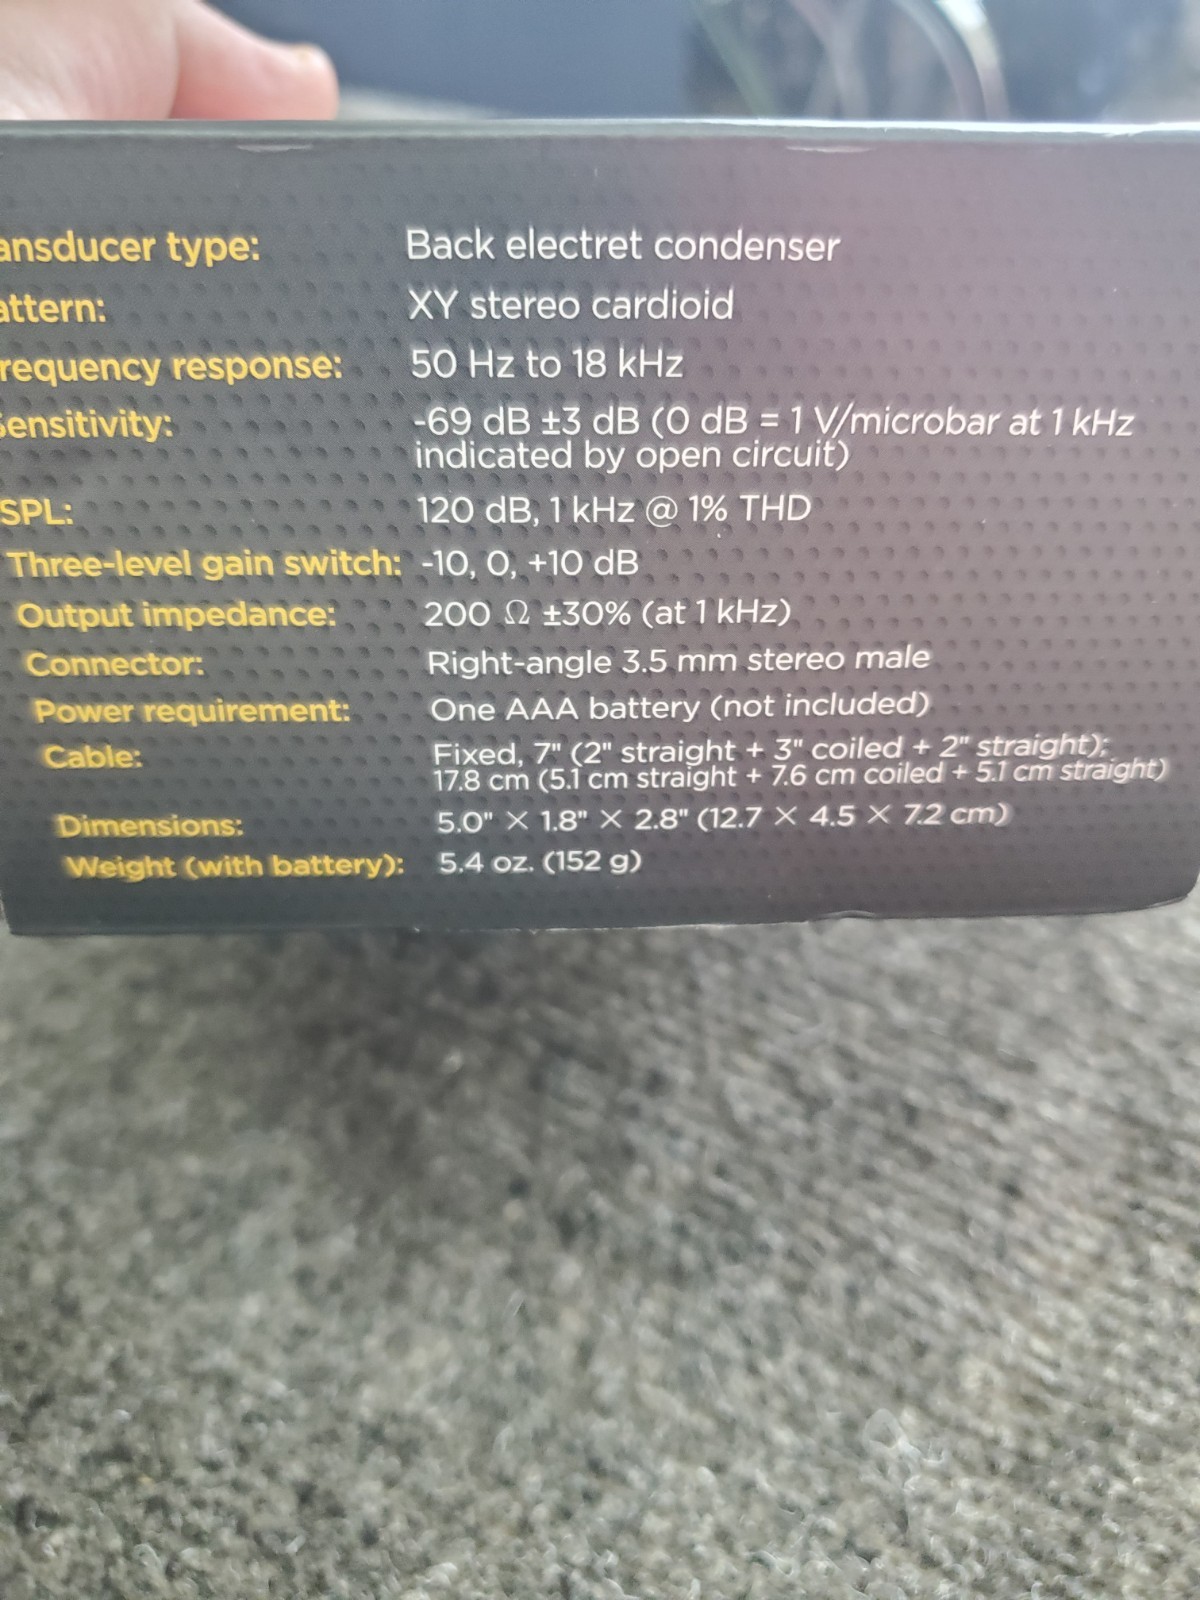 ansducer type: Back electret condenser
attern: XY stereo cardioid
requency response: 50 Hz to 18 kHz
Sensitivity: -69 dB ±3 dB (0 dB = 1 V/microbar at 1 kHz
indicated by open circuit)
SPL: 120 dB, 1 kHz @ 1% THD
Three-level gain switch: -10, 0, +10 dB
Output impedance: 200 Ω ±30% (at 1 kHz)
Connector: Right-angle 3.5 mm stereo male
Power requirement: One AAA battery (not included)
Cable: Fixed, 7" (2" straight + 3" coiled + 2" straight);
17.8 cm (5.1 cm straight + 7.6 cm coiled + 5.1 cm straight)
Dimensions: 5.0" × 1.8" × 2.8" (12.7 × 4.5 × 7.2 cm)
Weight (with battery): 5.4 oz. (152 g)